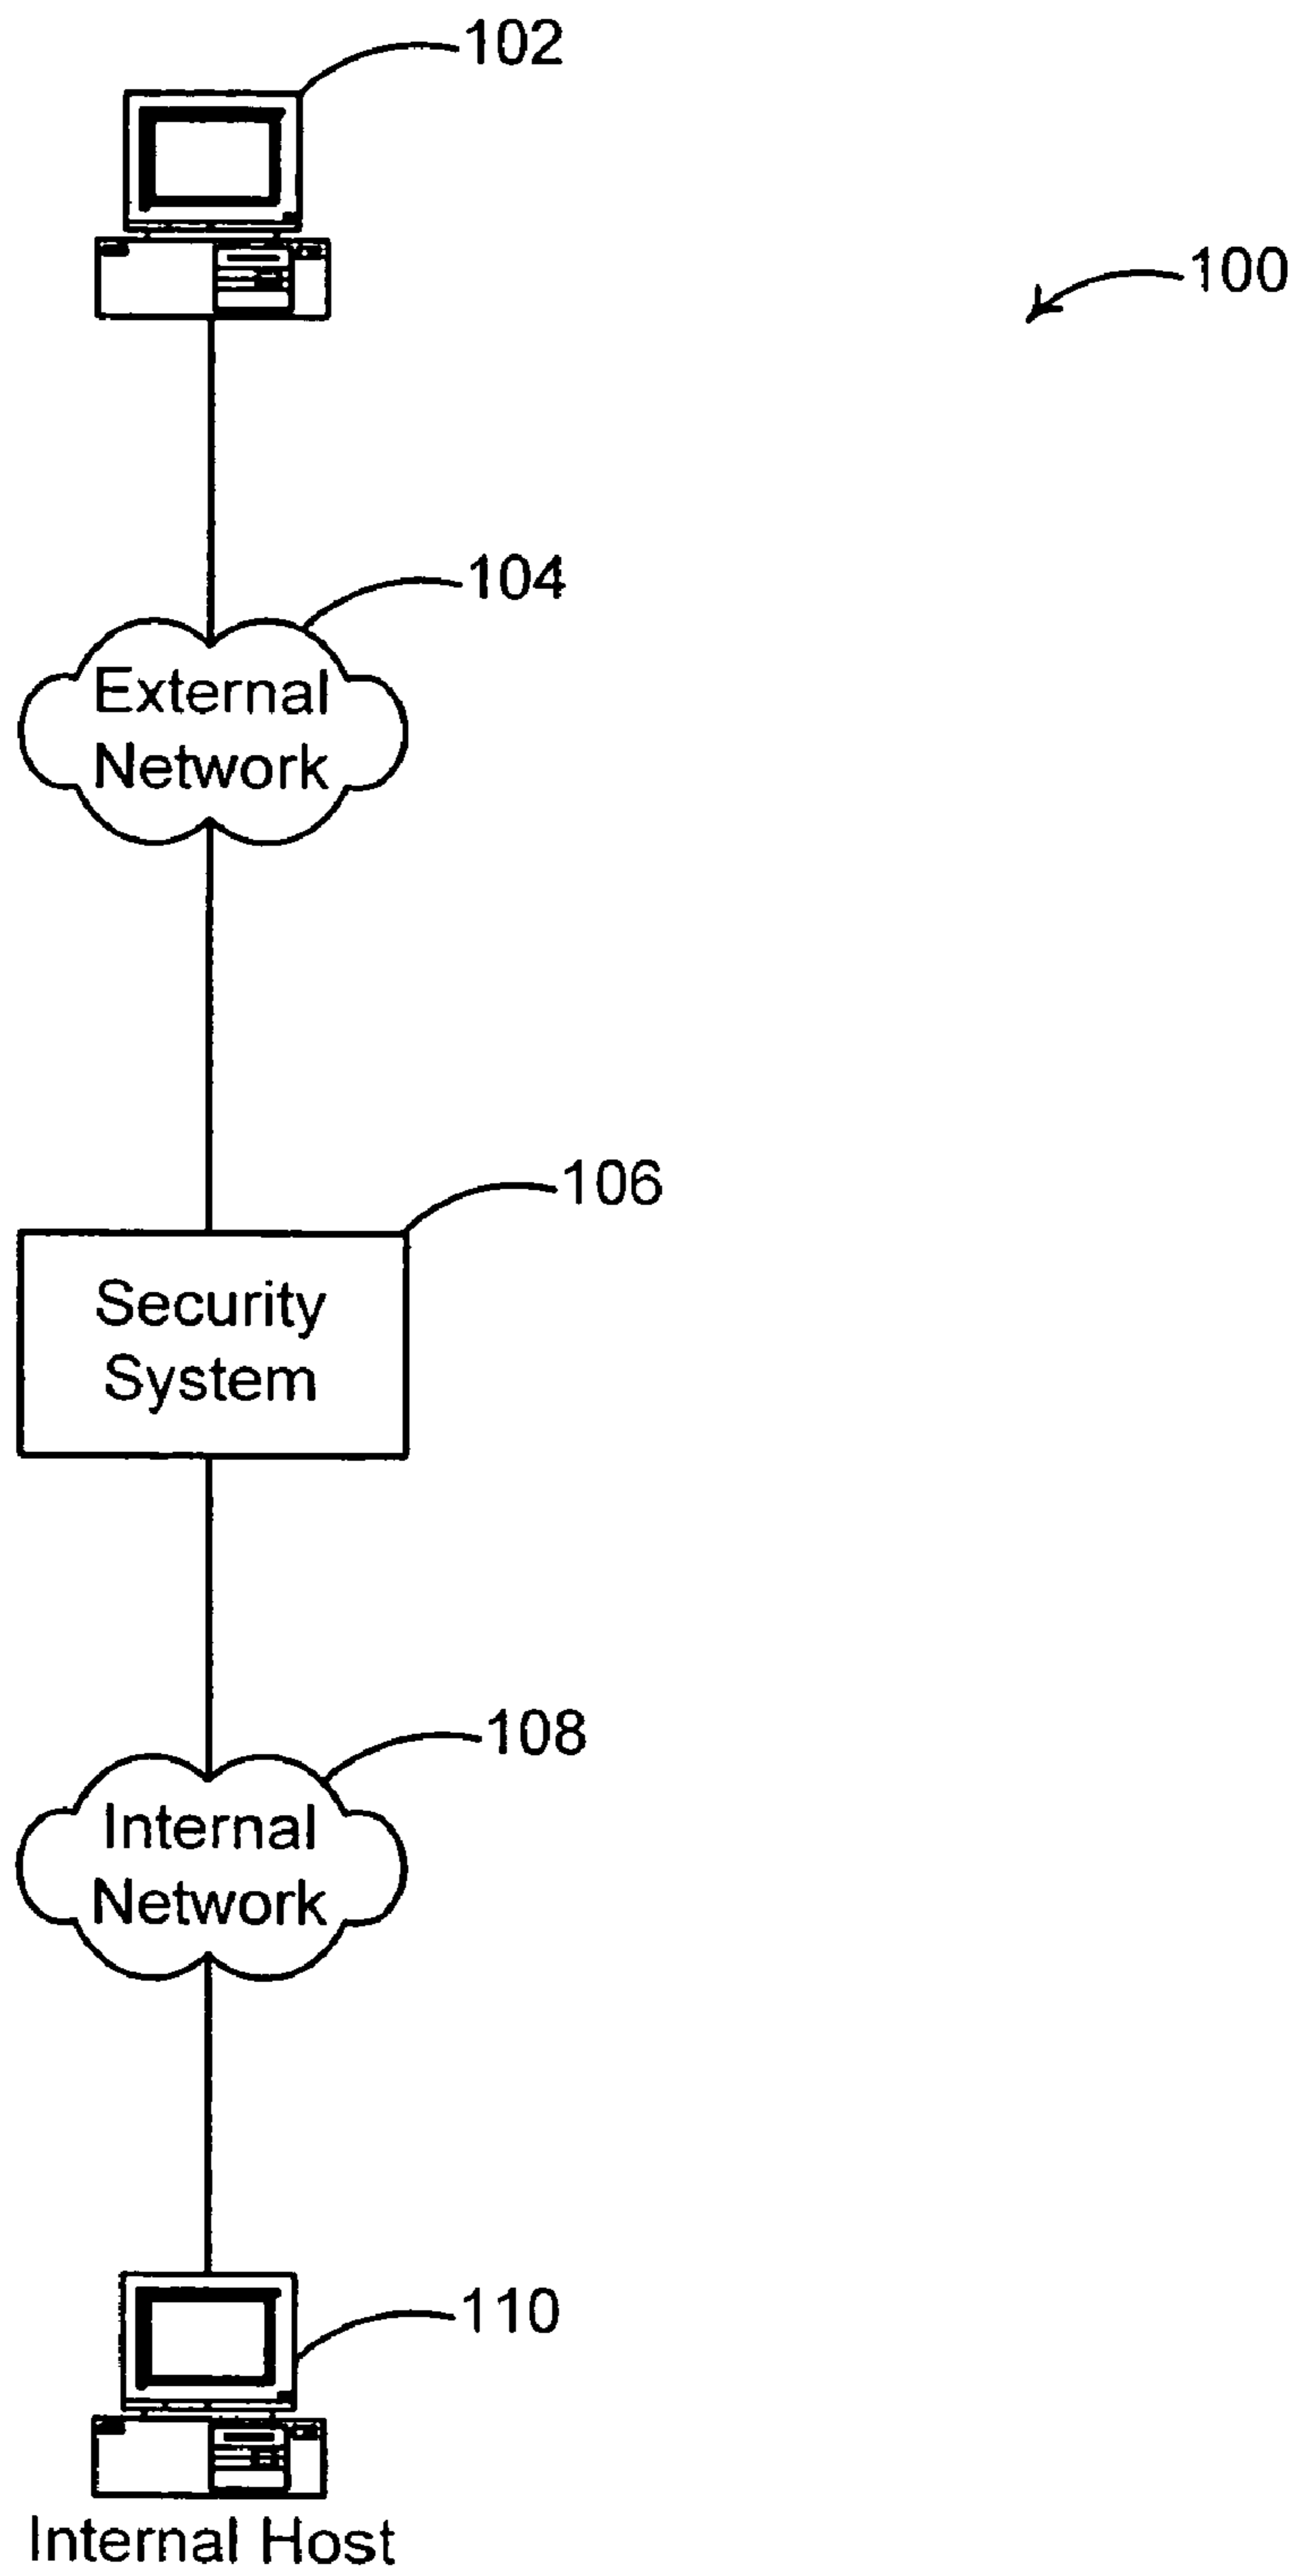 102
100
104
External
Network
106
Security
System
108
Internal
Network
110
Internal Host